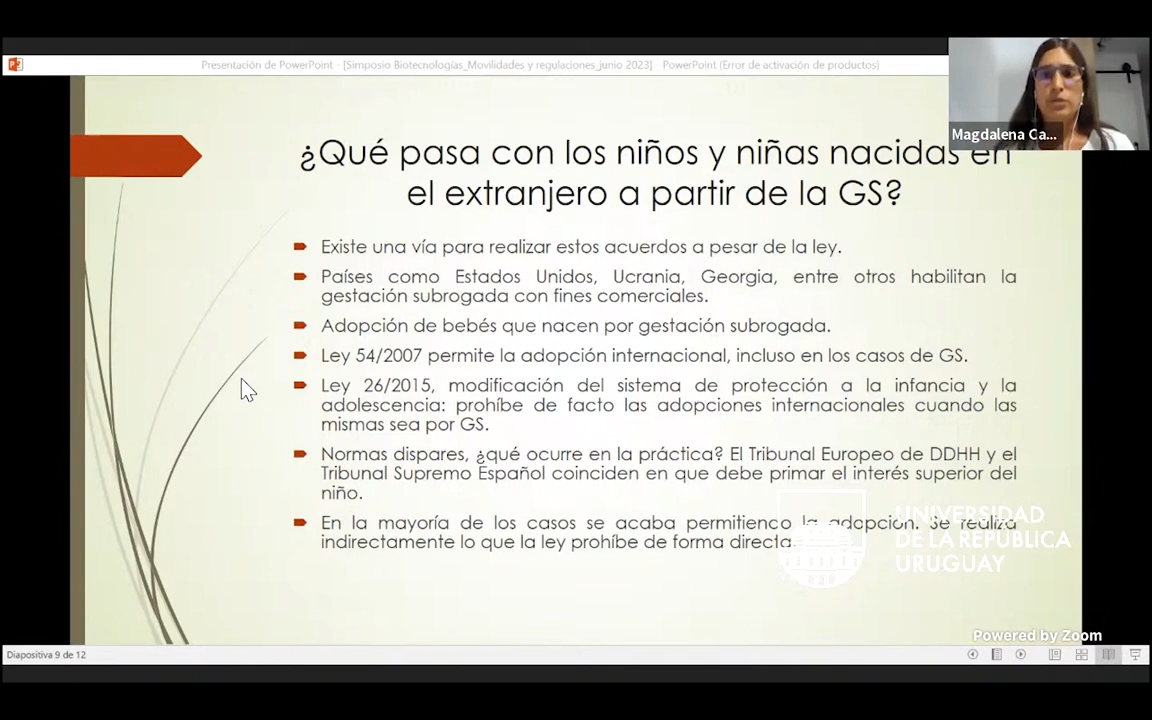 Presentación de PowerPoint - [Simposio Biotecnologías_Movilidades y regulaciones_junio 2023] PowerPoint (Error de activación de productos)
Magdalena Ca...
¿Qué pasa con los niños y niñas nacidas en
el extranjero a partir de la GS?
Existe una vía para realizar estos acuerdos a pesar de la ley.
Países como Estados Unidos, Ucrania, Georgia, entre otros habilitan la
gestación subrogada con fines comerciales.
Adopción de bebés que nacen por gestación subrogada.
Ley 54/2007 permite la adopción internacional, incluso en los casos de GS.
Ley 26/2015, modificación del sistema de protección a la infancia y la
adolescencia: prohíbe de facto las adopciones internacionales cuando las
mismas sea por GS.
Normas dispares, ¿qué ocurre en la práctica? El Tribunal Europeo de DDHH y el
Tribunal Supremo Español coinciden en que debe primar el interés superior del
niño.
En la mayoría de los casos se acaba permitiendo la adopción. Se realiza
indirectamente lo que la ley prohíbe de forma directa.
UNIVERSIDAD
DE LA REPÚBLICA
URUGUAY
Powered by Zoom
Diapositiva 9 de 12